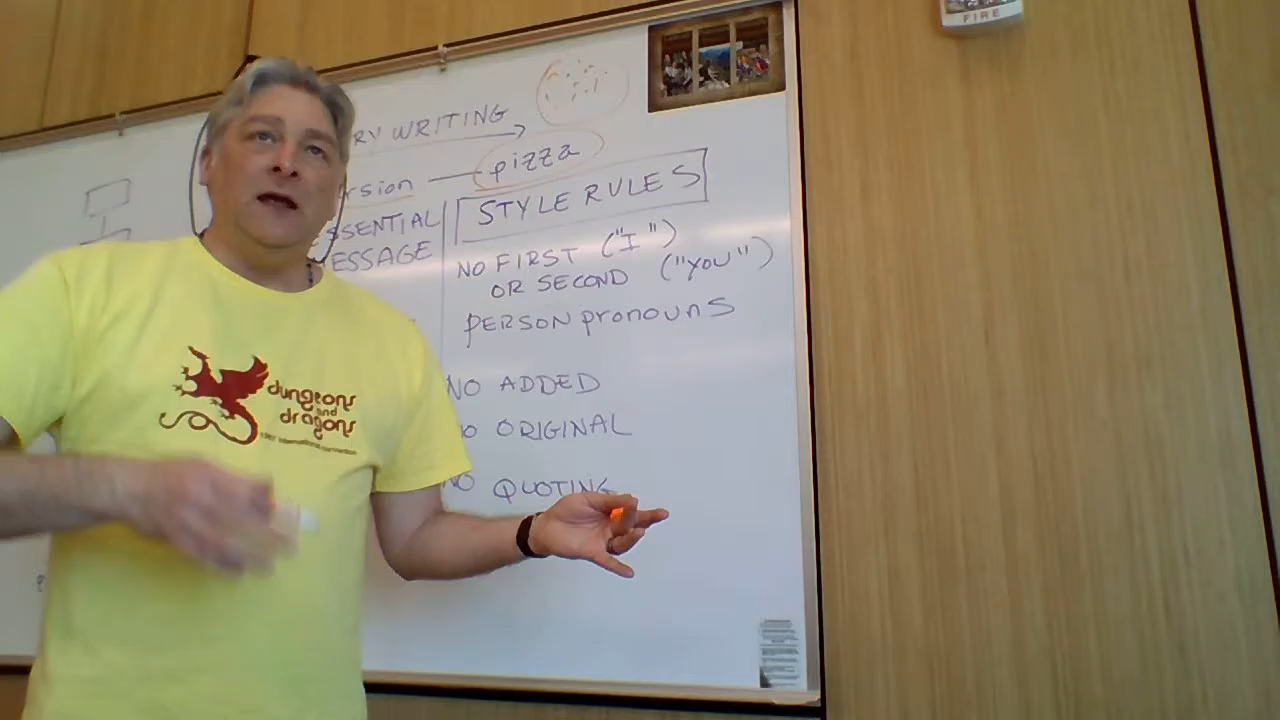 FIRE
RY WRITING
rsion — pizza
SSENTIAL
ESSAGE
STYLE RULES
NO FIRST ("I")
OR SECOND ("YOU")
PERSON pronounS
NO ADDED
O ORIGINAL
NO QUOTING
dungeons
and
dragons